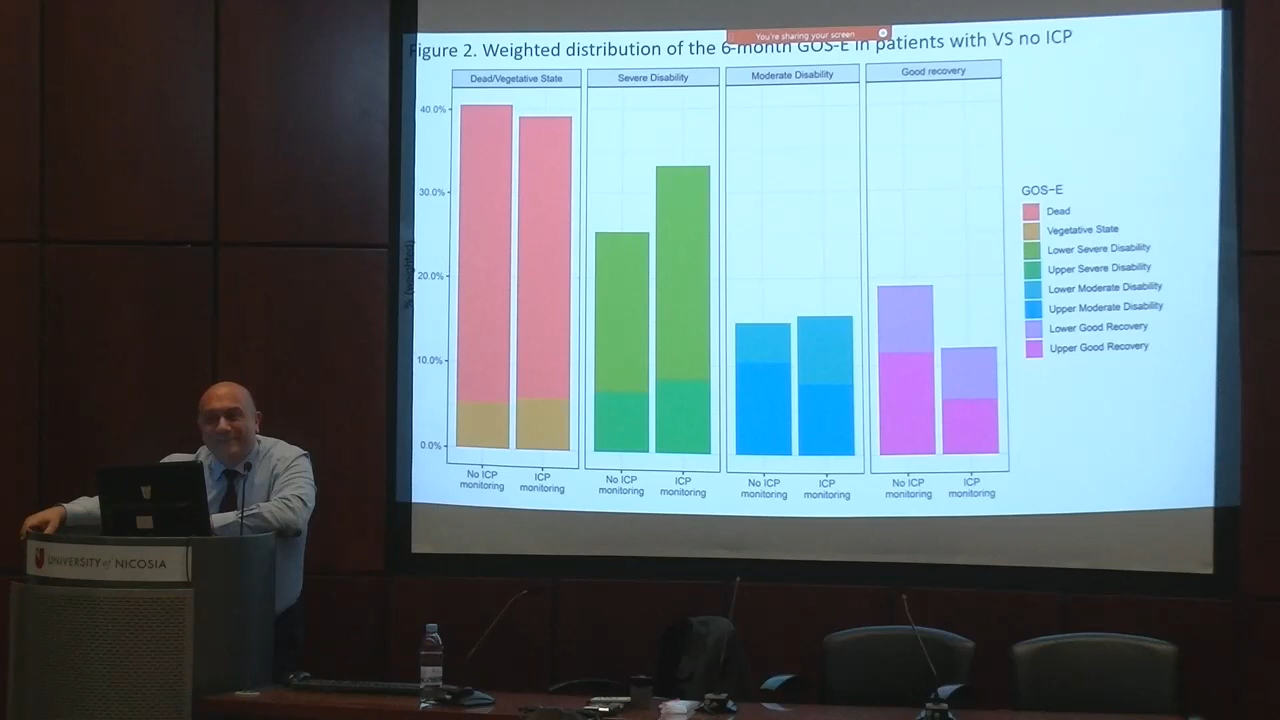 You're sharing your screen
Figure 2. Weighted distribution of the 6-month GOS-E in patients with VS no ICP
Dead/Vegetative State
Severe Disability
Moderate Disability
Good recovery
40.0%
30.0%
20.0%
10.0%
0.0%
% (weighted)
No ICP
monitoring
ICP
monitoring
No ICP
monitoring
ICP
monitoring
No ICP
monitoring
ICP
monitoring
No ICP
monitoring
ICP
monitoring
GOS-E
Dead
Vegetative State
Lower Severe Disability
Upper Severe Disability
Lower Moderate Disability
Upper Moderate Disability
Lower Good Recovery
Upper Good Recovery
UNIVERSITY of NICOSIA